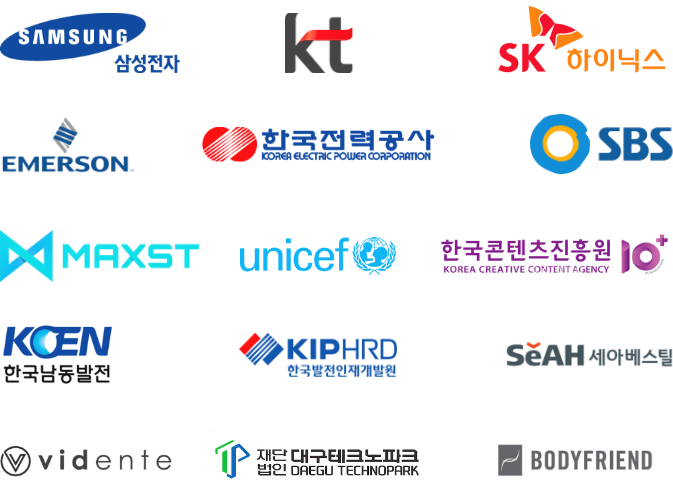 SAMSUNG
삼성전자
kt
SK 하이닉스
EMERSON
한국전력공사
KOREA ELECTRIC POWER CORPORATION
SBS
MAXST
unicef
한국콘텐츠진흥원
KOREA CREATIVE CONTENT AGENCY
10+
KOEN
한국남동발전
KIPHRD
한국발전인재개발원
SeAH 세아베스틸
vidente
재단 대구테크노파크
법인 DAEGU TECHNOPARK
BODYFRIEND